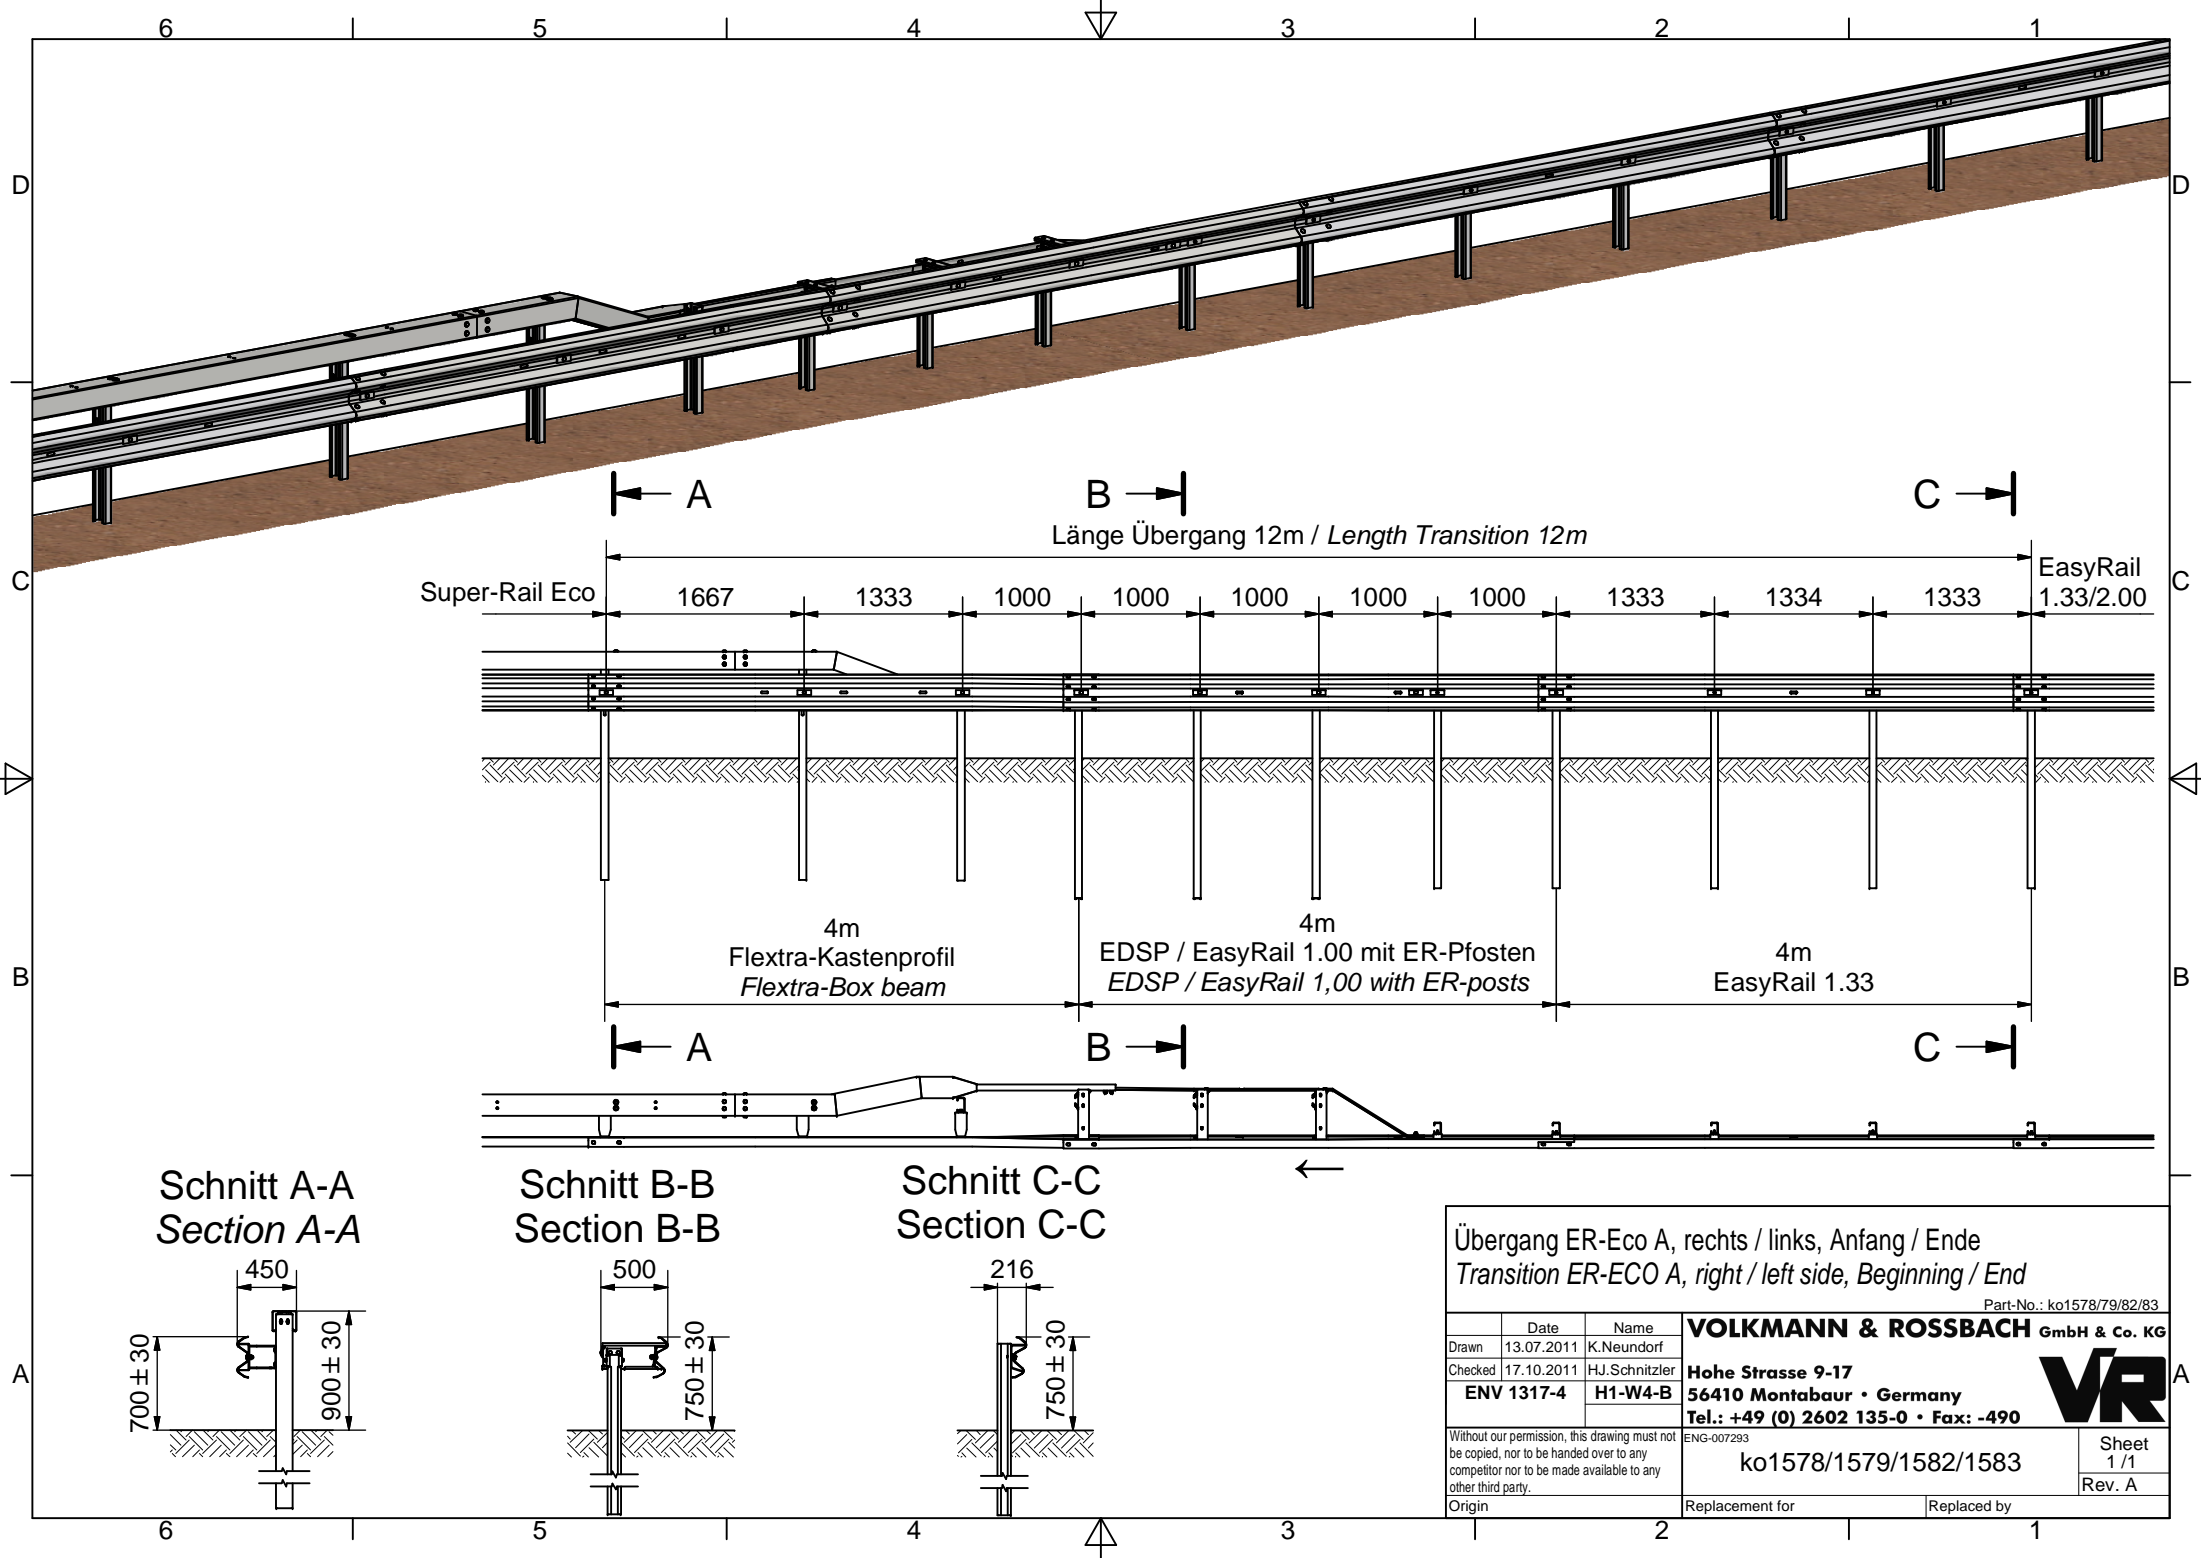 6 5 4 3 2 1
D D
A B C
Länge Übergang 12m / Length Transition 12m
Super-Rail Eco
1667 1333 1000 1000 1000 1000 1000 1333 1334 1333
EasyRail
1.33/2.00
C C
4m
Flextra-Kastenprofil
Flextra-Box beam
4m
EDSP / EasyRail 1.00 mit ER-Pfosten
EDSP / EasyRail 1,00 with ER-posts
4m
EasyRail 1.33
B B
A B C
Schnitt A-A
Section A-A
450
700 ± 30
900 ± 30
Schnitt B-B
Section B-B
500
750 ± 30
Schnitt C-C
Section C-C
216
750 ± 30
A A
Übergang ER-Eco A, rechts / links, Anfang / Ende
Transition ER-ECO A, right / left side, Beginning / End
Part-No.: ko1578/79/82/83
Date Name
Drawn 13.07.2011 K.Neundorf
Checked 17.10.2011 HJ.Schnitzler
ENV 1317-4 H1-W4-B
VOLKMANN & ROSSBACH GmbH & Co. KG
Hohe Strasse 9-17
56410 Montabaur • Germany
Tel.: +49 (0) 2602 135-0 • Fax: -490
VR
Without our permission, this drawing must not
be copied, nor to be handed over to any
competitor nor to be made available to any
other third party.
ENG-007293
ko1578/1579/1582/1583
Sheet
1 /1
Rev. A
Origin
Replacement for
Replaced by
6 5 4 3 2 1